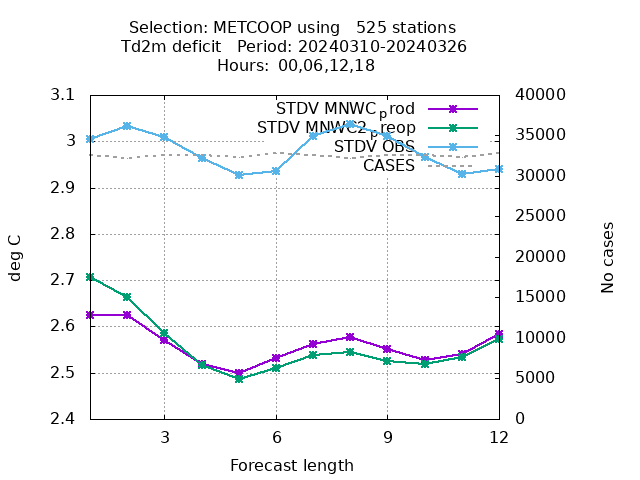 Selection: METCOOP using   525 stations
Td2m deficit   Period: 20240310-20240326
Hours:  00,06,12,18
STDV MNWC_prod
STDV MNWC2_preop
STDV OBS
CASES
3.1
3
2.9
2.8
2.7
2.6
2.5
2.4
40000
35000
30000
25000
20000
15000
10000
5000
0
deg C
No cases
3
6
9
12
Forecast length